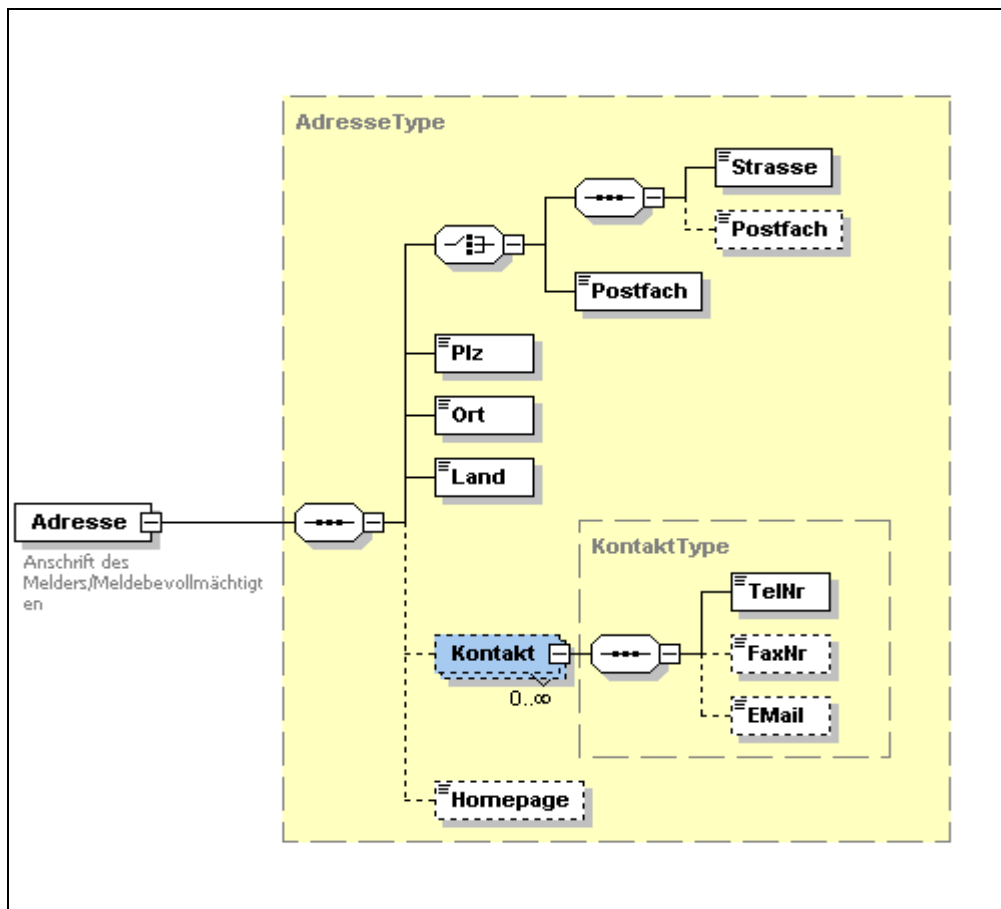 AdresseType
Strasse
Postfach
Postfach
Plz
Ort
Land
Adresse
Anschrift des
Melders/Meldebevollmächtigt
en
KontaktType
TelNr
Kontakt
FaxNr
0..∞
EMail
Homepage